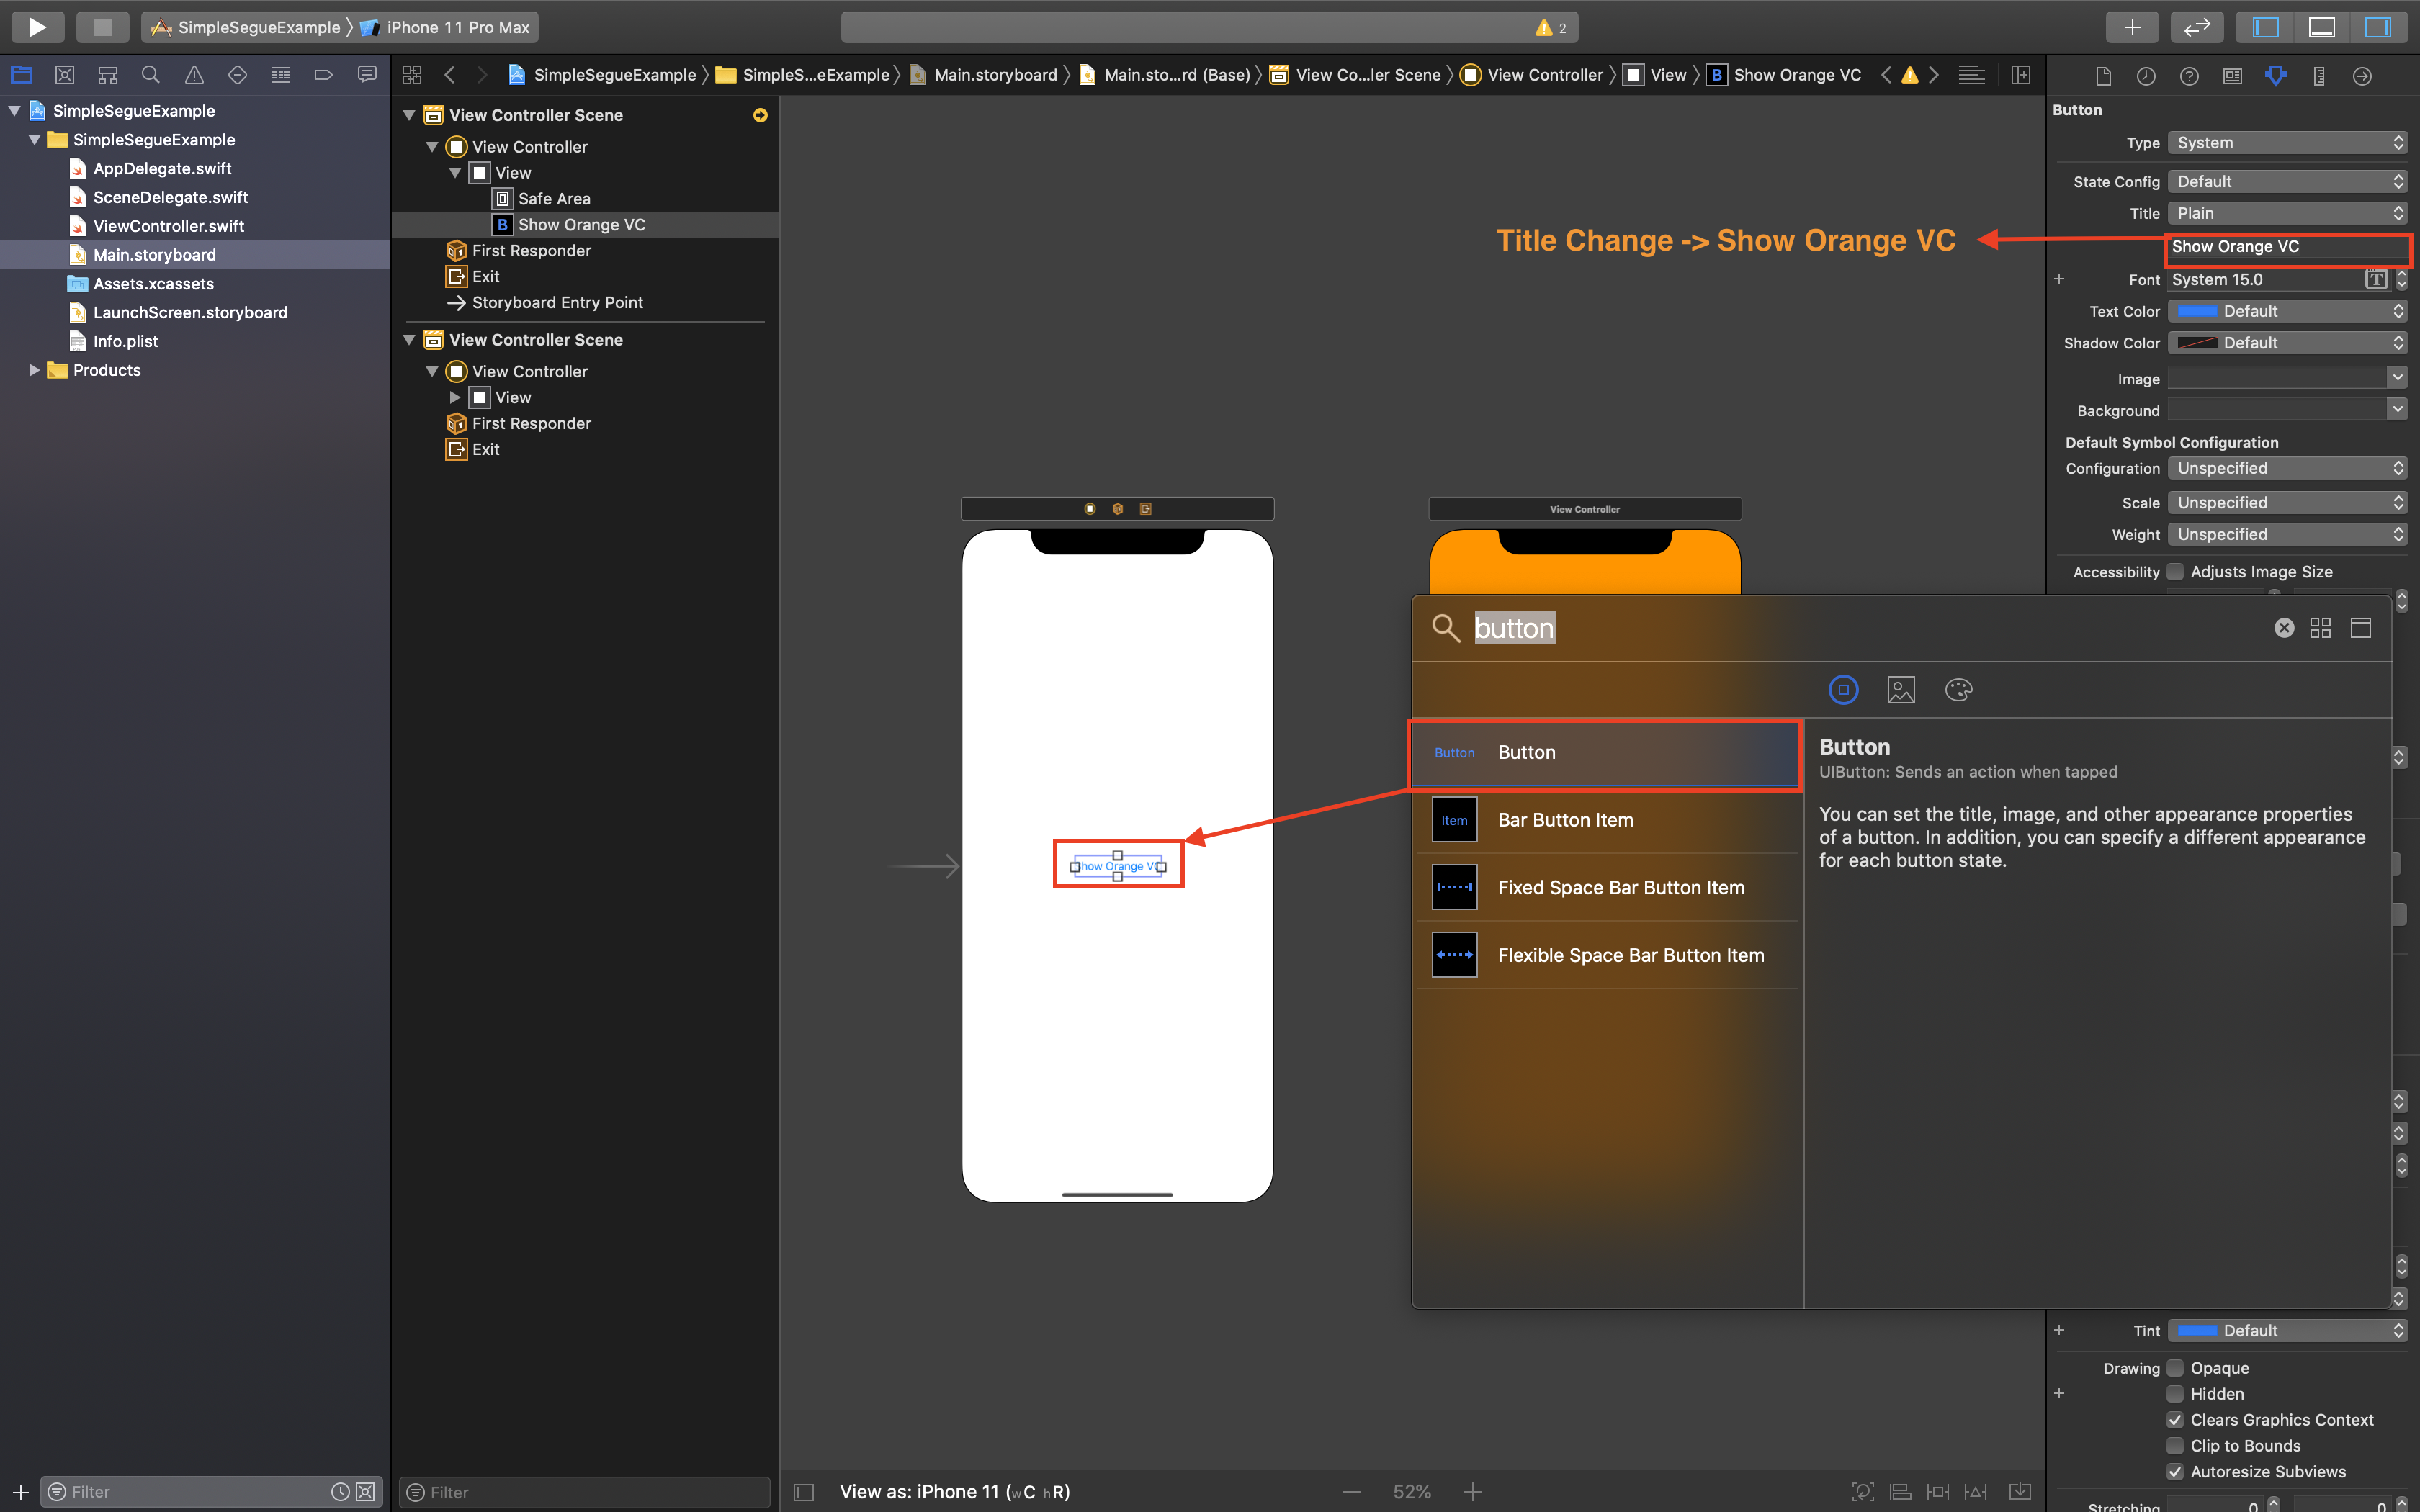 SimpleSegueExample 〉 iPhone 11 Pro Max
2
SimpleSegueExample 〉 SimpleS...eExample 〉 Main.storyboard 〉 Main.sto...rd (Base) 〉 View Co...ler Scene 〉 View Controller 〉 View 〉 B Show Orange VC
SimpleSegueExample
SimpleSegueExample
AppDelegate.swift
SceneDelegate.swift
ViewController.swift
Main.storyboard
Assets.xcassets
LaunchScreen.storyboard
Info.plist
Products
Filter
View Controller Scene
View Controller
View
Safe Area
B Show Orange VC
First Responder
Exit
Storyboard Entry Point
View Controller Scene
View Controller
View
First Responder
Exit
Filter
Title Change -> Show Orange VC
View Controller
Show Orange VC
button
Button Button
Item Bar Button Item
Fixed Space Bar Button Item
Flexible Space Bar Button Item
Button
UIButton: Sends an action when tapped
You can set the title, image, and other appearance properties
of a button. In addition, you can specify a different appearance
for each button state.
View as: iPhone 11 (wC hR)
52%
Button
Type System
State Config Default
Title Plain
Show Orange VC
Font System 15.0
Text Color Default
Shadow Color Default
Image
Background
Default Symbol Configuration
Configuration Unspecified
Scale Unspecified
Weight Unspecified
Accessibility Adjusts Image Size
Tint Default
Drawing Opaque
Hidden
Clears Graphics Context
Clip to Bounds
Autoresize Subviews
Stretching 0 0